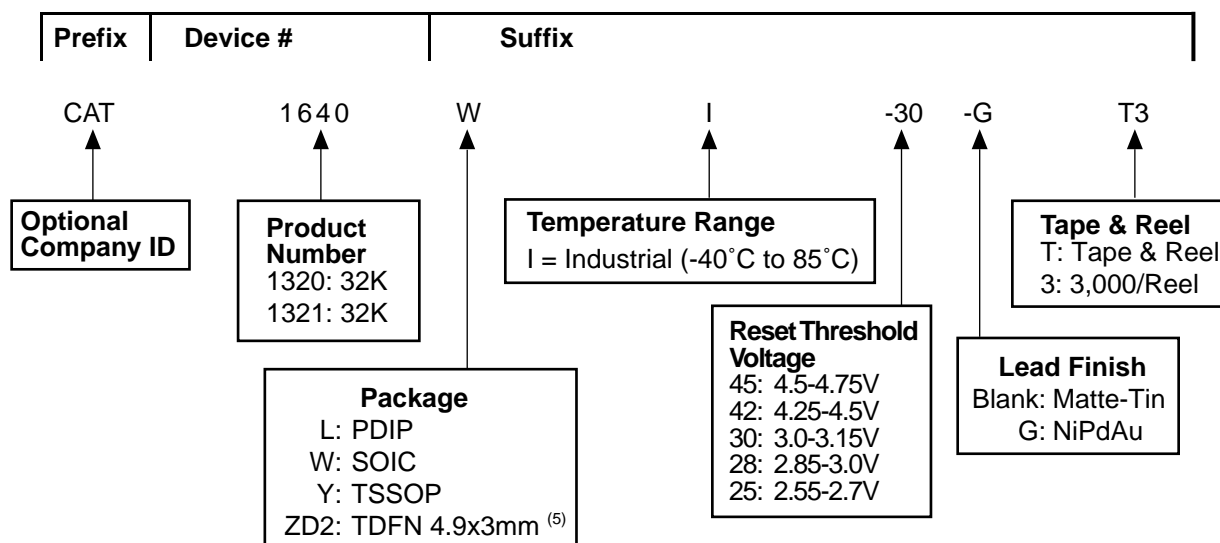 Prefix Device # Suffix
CAT 1640 W I -30 -G T3
Optional
Company ID
Product
Number
1320: 32K
1321: 32K
Temperature Range
I = Industrial (-40˚C to 85˚C)
Tape & Reel
T: Tape & Reel
3: 3,000/Reel
Package
L: PDIP
W: SOIC
Y: TSSOP
ZD2: TDFN 4.9x3mm (5)
Reset Threshold
Voltage
45: 4.5-4.75V
42: 4.25-4.5V
30: 3.0-3.15V
28: 2.85-3.0V
25: 2.55-2.7V
Lead Finish
Blank: Matte-Tin
G: NiPdAu